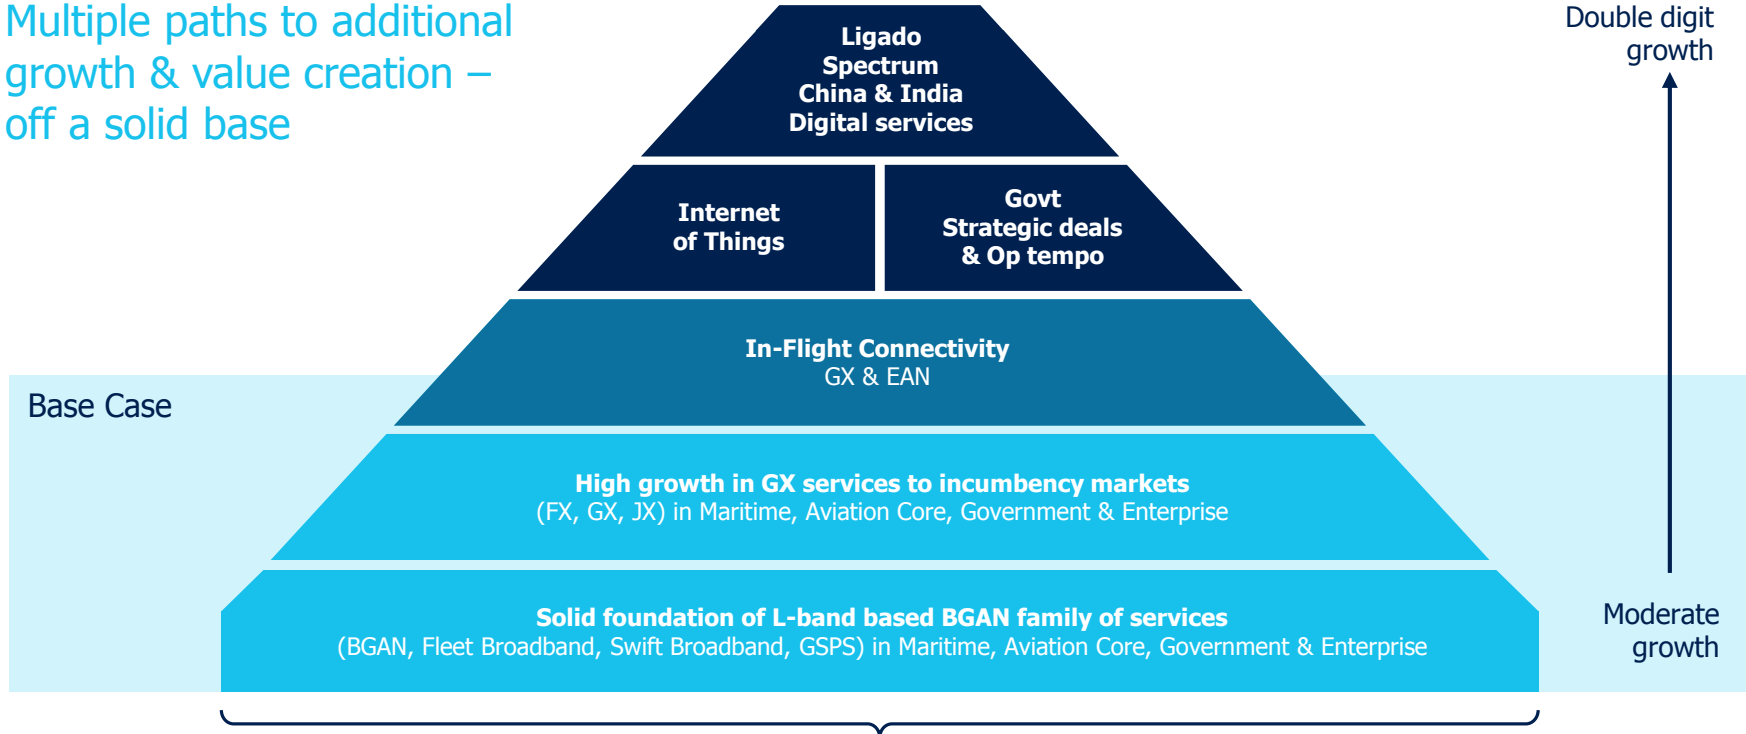 Multiple paths to additional
growth & value creation –
off a solid base
Double digit
growth
Ligado
Spectrum
China & India
Digital services
Internet
of Things
Govt
Strategic deals
& Op tempo
In-Flight Connectivity
GX & EAN
Base Case
High growth in GX services to incumbency markets
(FX, GX, JX) in Maritime, Aviation Core, Government & Enterprise
Solid foundation of L-band based BGAN family of services
(BGAN, Fleet Broadband, Swift Broadband, GSPS) in Maritime, Aviation Core, Government & Enterprise
Moderate
growth